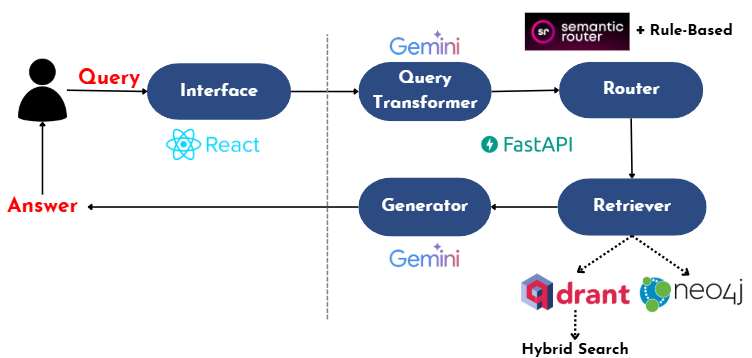 sr semantic
router + Rule-Based
Gemini
Query
Interface
Query
Transformer
Router
React
FastAPI
Answer
Generator
Retriever
Gemini
qdrant
neo4j
Hybrid Search